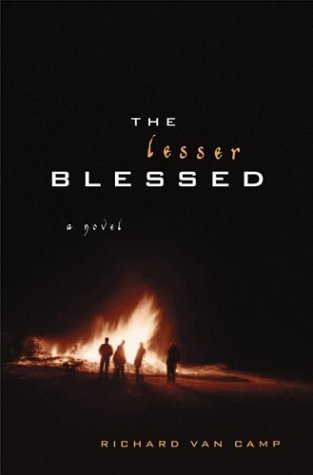 THE
lesser
BLESSED
a novel
RICHARD VAN CAMP